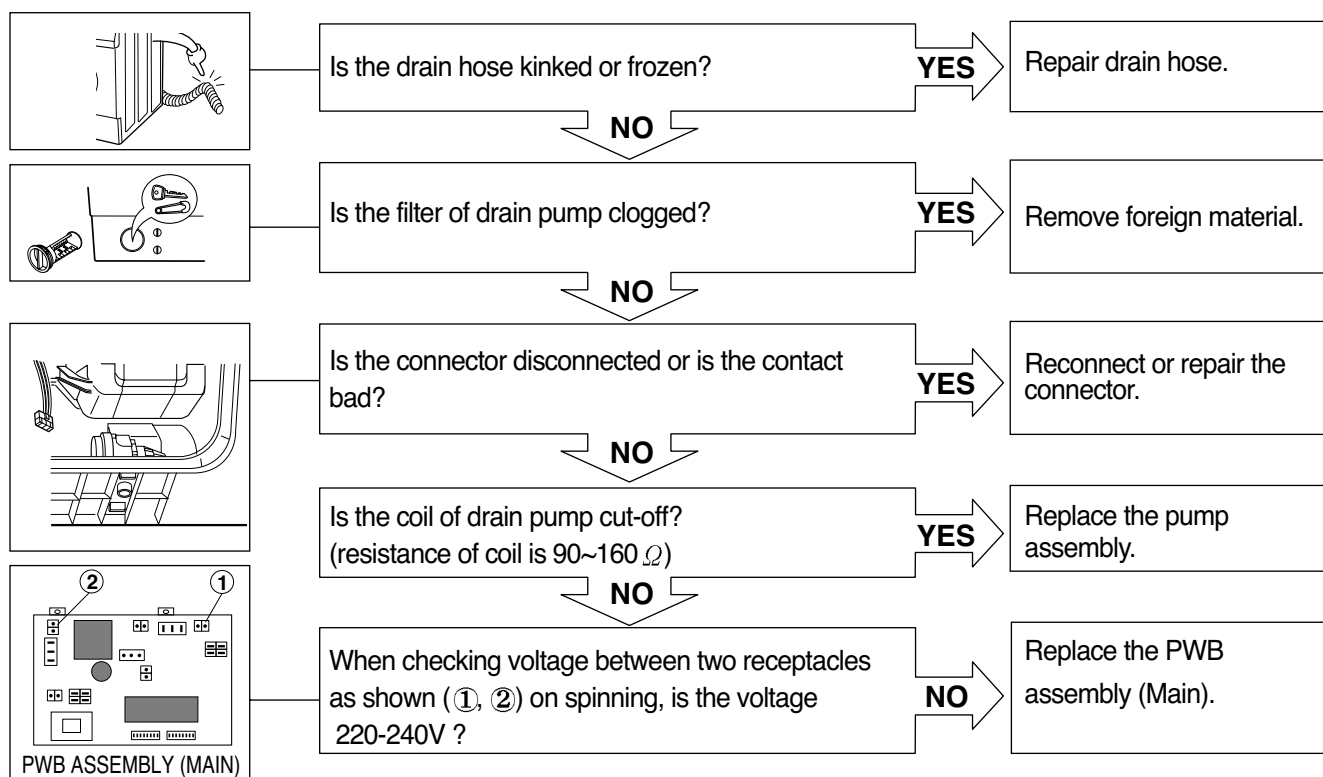 Is the drain hose kinked or frozen?
YES
Repair drain hose.
NO
Is the filter of drain pump clogged?
YES
Remove foreign material.
NO
Is the connector disconnected or is the contact
bad?
YES
Reconnect or repair the
connector.
NO
Is the coil of drain pump cut-off?
(resistance of coil is 90~160 Ω)
YES
Replace the pump
assembly.
NO
② ①
PWB ASSEMBLY (MAIN)
When checking voltage between two receptacles
as shown (①, ②) on spinning, is the voltage
220-240V ?
NO
Replace the PWB
assembly (Main).